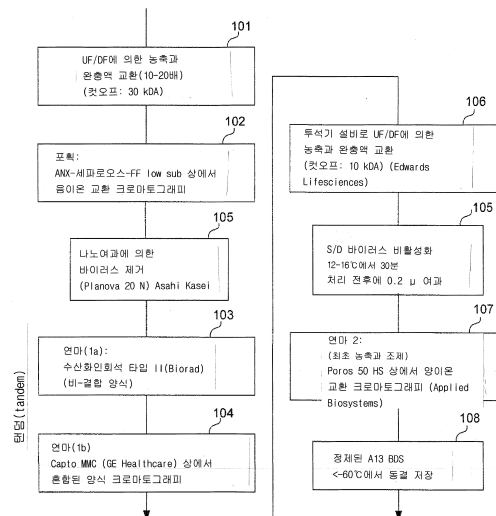 101
UF/DF에 의한 농축과
완충액 교환(10-20배)
(컷오프: 30 kDA)
102
포획:
ANX-세파로오스-FF low sub 상에서
음이온 교환 크로마토그래피
105
나노여과에 의한
바이러스 제거
(Planova 20 N) Asahi Kasei
103
연마(1a):
수산화인회석 타입 II(Biorad)
(비-결합 양식)
104
연마(1b)
Capto MMC (GE Healthcare) 상에서
혼합된 양식 크로마토그래피
탠덤(tandem)
106
투석기 설비로 UF/DF에 의한
농축과 완충액 교환
(컷오프: 10 kDA) (Edwards
Lifesciences)
105
S/D 바이러스 비활성화
12-16℃에서 30분
처리 전후에 0.2 μ 여과
107
연마 2:
(최초 농축과 조제)
Poros 50 HS 상에서 양이온
교환 크로마토그래피 (Applied
Biosystems)
108
정제된 A13 BDS
<-60℃에서 동결 저장